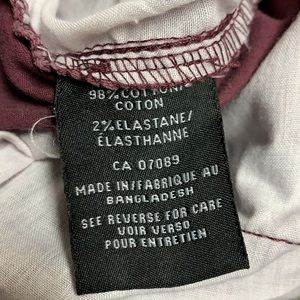 98% COTTON/
COTON
2% ELASTANE/
ÉLASTHANNE
CA 07089
MADE IN/FABRIQUE AU
BANGLADESH
SEE REVERSE FOR CARE
VOIR VERSO
POUR ENTRETIEN